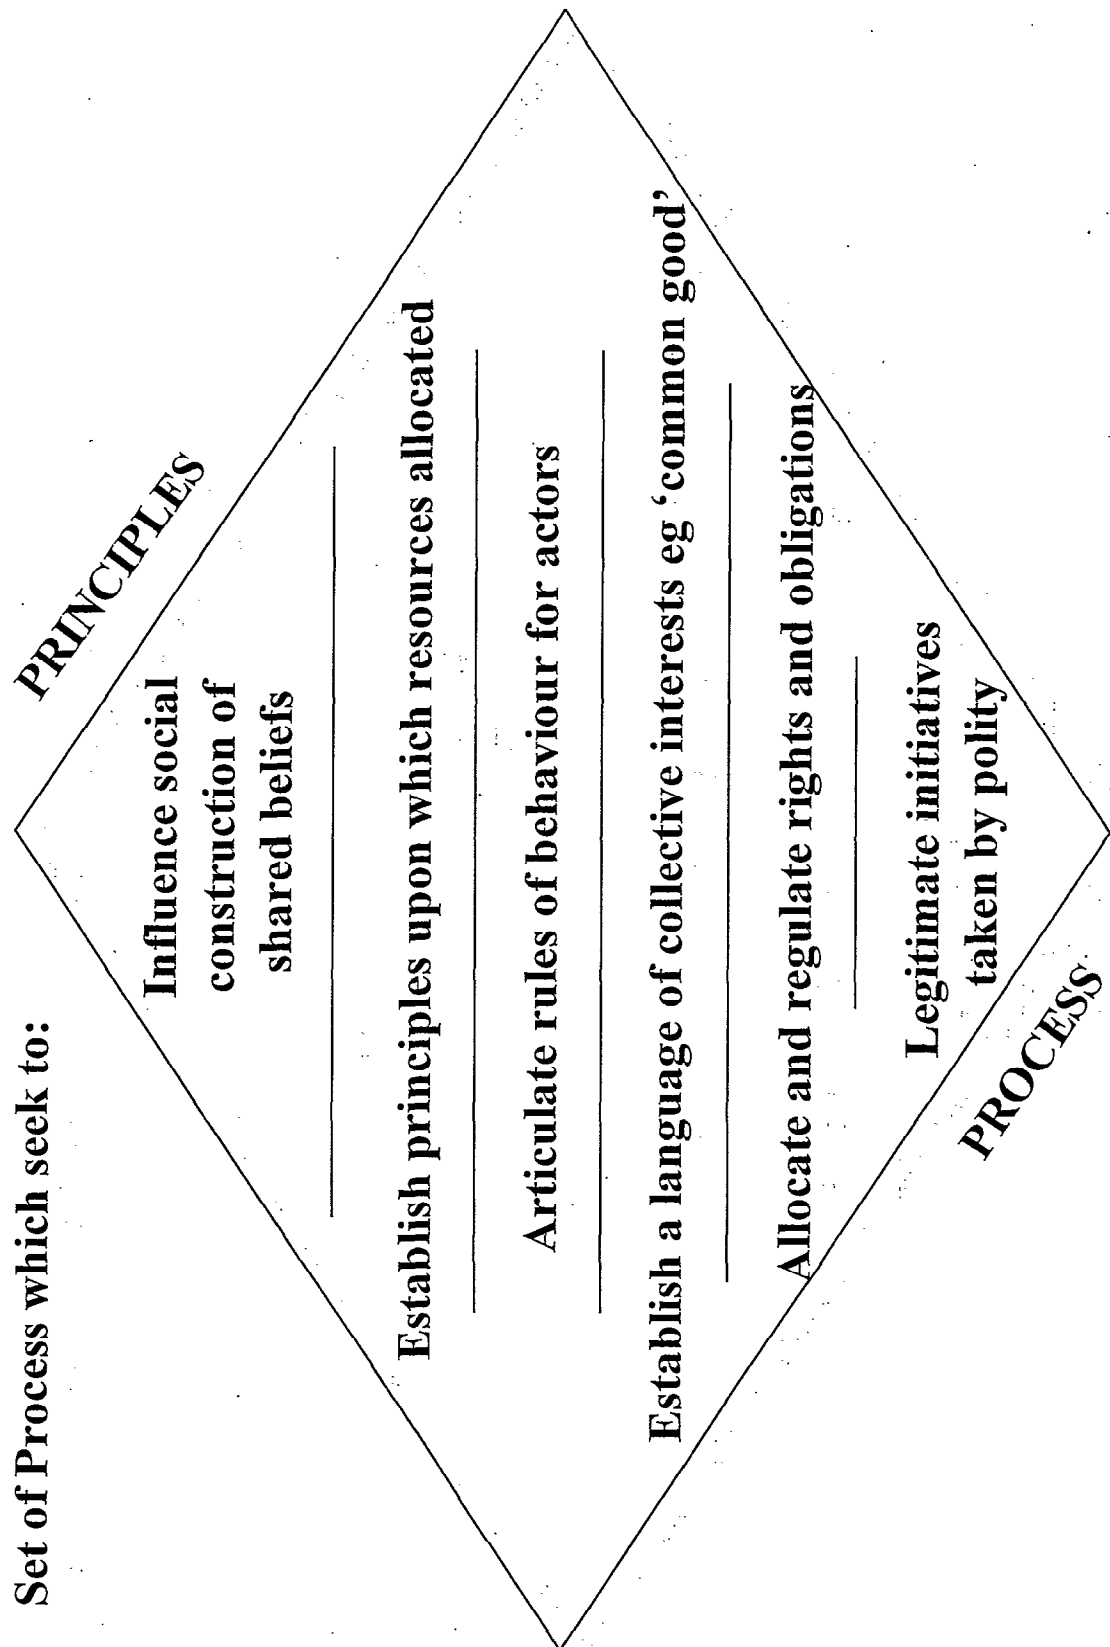 Set of Process which seek to:
PRINCIPLES
Influence social
construction of
shared beliefs
Establish principles upon which resources allocated
Articulate rules of behaviour for actors
Establish a language of collective interests eg ‘common good’
Allocate and regulate rights and obligations
Legitimate initiatives
taken by polity
PROCESS